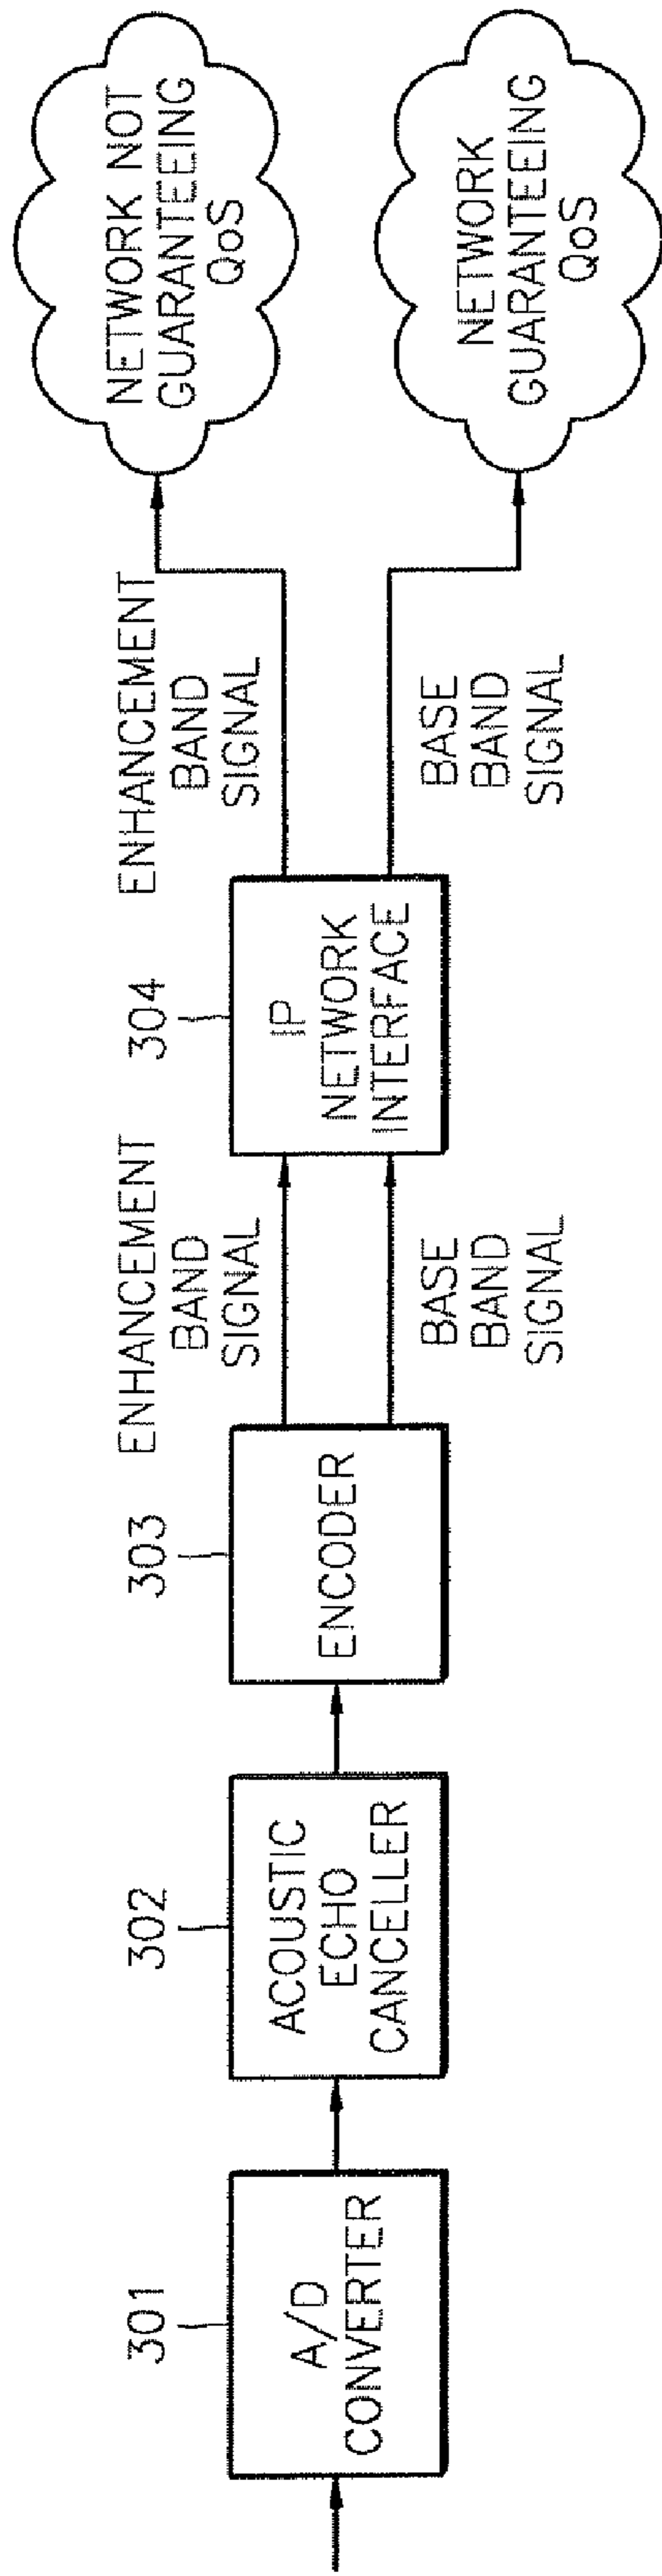 301
A/D
CONVERTER
302
ACOUSTIC
ECHO
CANCELLER
303
ENCODER
ENHANCEMENT
BAND
SIGNAL
BASE
BAND
SIGNAL
304
IP
NETWORK
INTERFACE
ENHANCEMENT
BAND
SIGNAL
BASE
BAND
SIGNAL
NETWORK NOT
GUARANTEEING
QoS
NETWORK
GUARANTEEING
QoS